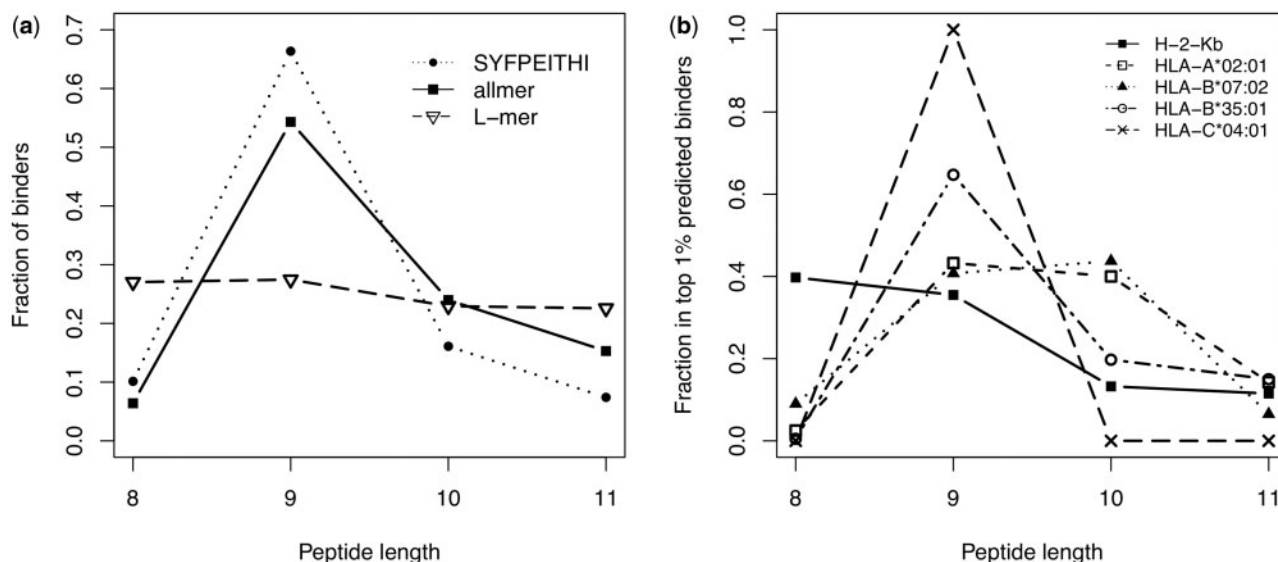 (a)
Fraction of binders
0.7
0.6
0.5
0.4
0.3
0.2
0.1
0.0
SYFPEITHI
allmer
L−mer
8 9 10 11
Peptide length
(b)
Fraction in top 1% predicted binders
1.0
0.8
0.6
0.4
0.2
0.0
H−2−Kb
HLA−A*02:01
HLA−B*07:02
HLA−B*35:01
HLA−C*04:01
8 9 10 11
Peptide length